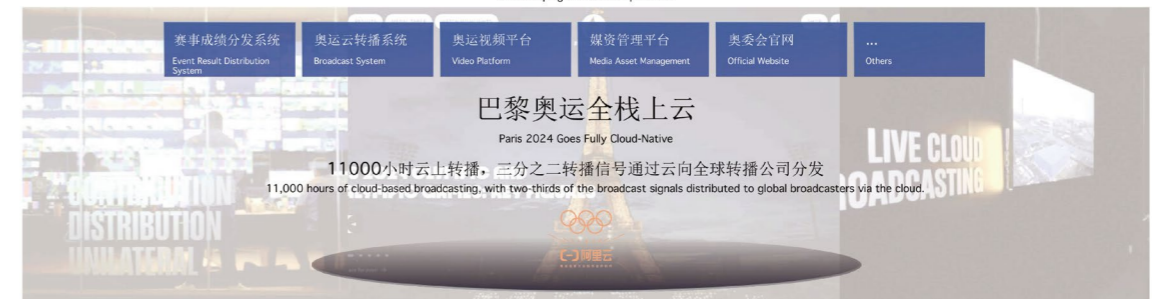 赛事成绩分发系统
Event Result Distribution
System
奥运云转播系统
Broadcast System
奥运视频平台
Video Platform
媒资管理平台
Media Asset Management
奥委会官网
Official Website
...
Others
巴黎奥运全栈上云
Paris 2024 Goes Fully Cloud-Native
11000小时云上转播，三分之二转播信号通过云向全球转播公司分发
11,000 hours of cloud-based broadcasting, with two-thirds of the broadcast signals distributed to global broadcasters via the cloud.
LIVE CLOUD
BROADCASTING
CONTRIBUTION
DISTRIBUTION
UNILATERAL
阿里云